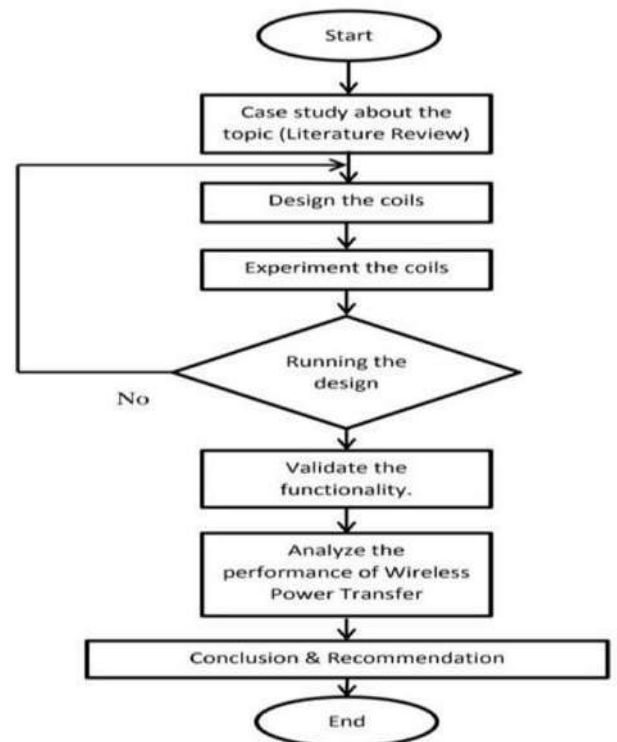 Start
Case study about the
topic (Literature Review)
Design the coils
Experiment the coils
Running the
design
No
Validate the
functionality.
Analyze the
performance of Wireless
Power Transfer
Conclusion & Recommendation
End